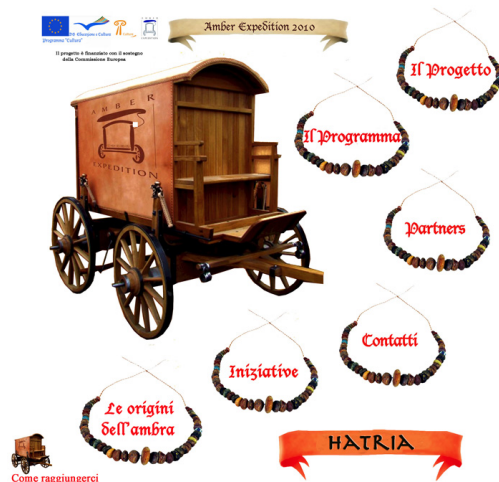 Amber Expedition 2010
Il progetto è finanziato con il sostegno
della Commissione Europea
Il Progetto
AMBER
EXPEDITION
Il Programma
Partners
Contatti
Iniziative
Le origini
dell'ambra
HATRIA
Come raggiungerci